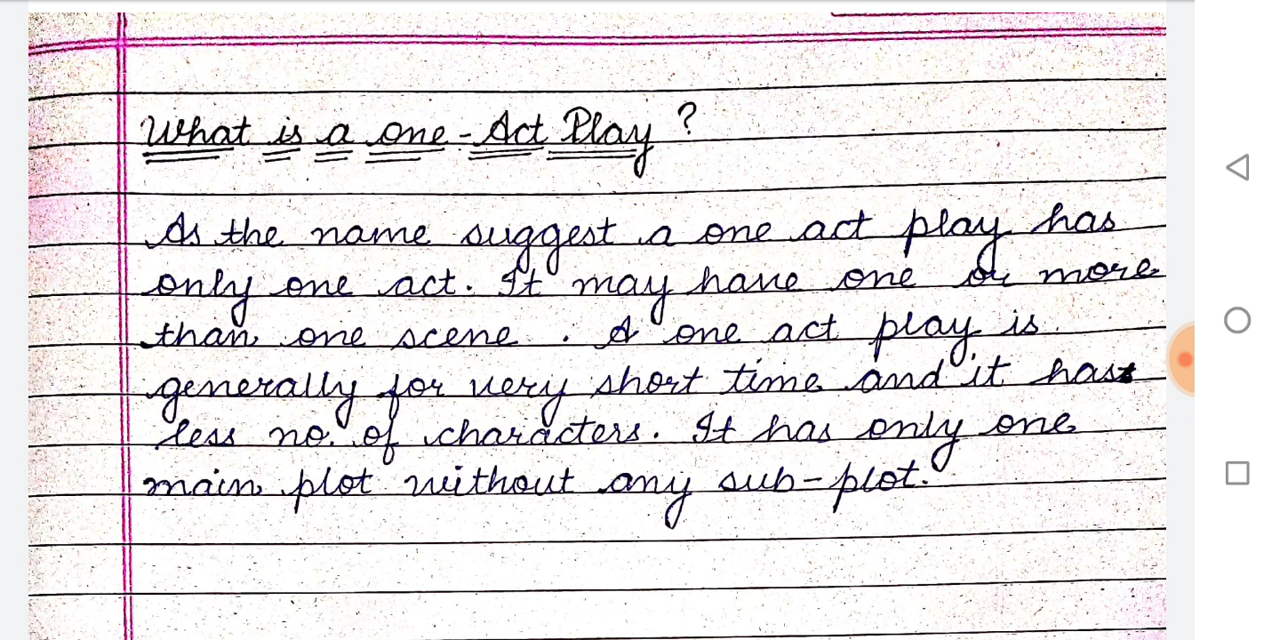 What is a one-Act Play ?
As the name suggest a one act play has
only one act. It may have one or more
than one scene . A one act play is
generally for very short time and it has
less no. of characters. It has only one
main plot without any sub-plot.